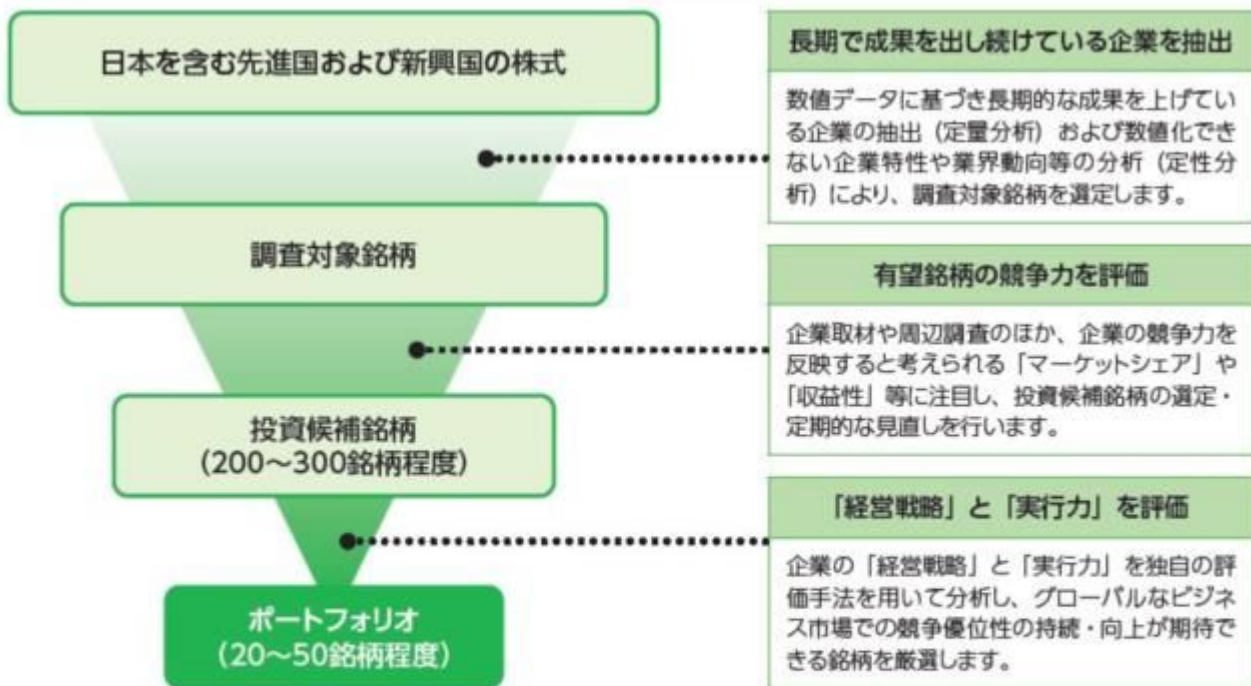 日本を含む先進国および新興国の株式
長期で成果を出し続けている企業を抽出
数値データに基づき長期的な成果を上げてい
る企業の抽出（定量分析）および数値化でき
ない企業特性や業界動向等の分析（定性分
析）により、調査対象銘柄を選定します。
調査対象銘柄
有望銘柄の競争力を評価
企業取材や周辺調査のほか、企業の競争力を
反映すると考えられる「マーケットシェア」や
「収益性」等に注目し、投資候補銘柄の選定・
定期的な見直しを行います。
投資候補銘柄
（200～300銘柄程度）
「経営戦略」と「実行力」を評価
企業の「経営戦略」と「実行力」を独自の評
価手法を用いて分析し、グローバルなビジネ
ス市場での競争優位性の持続・向上が期待で
きる銘柄を厳選します。
ポートフォリオ
（20～50銘柄程度）